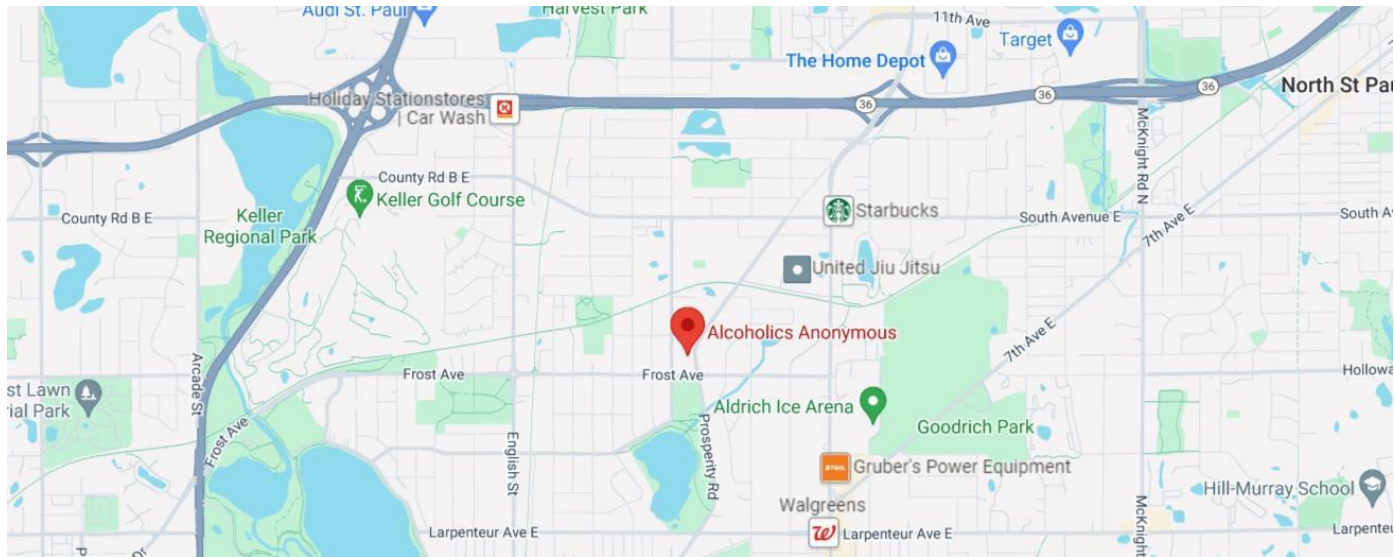 Audi St. Paul
Harvest Park
11th Ave
Target
The Home Depot
36
36
36
North St Pau
Holiday Stationstores
| Car Wash
McKnight Rd N
County Rd B E
Keller Golf Course
County Rd B E
Keller
Regional Park
Starbucks
South Avenue E
7th Ave E
South A
United Jiu Jitsu
Alcoholics Anonymous
7th Ave E
Arcade St
Frost Ave
Frost Ave
Hollowa
st Lawn
rial Park
Aldrich Ice Arena
Goodrich Park
Frost Ave
English St
Prosperity Rd
STIHL
Gruber's Power Equipment
Walgreens
W
Hill-Murray School
McKnight
Larpenteur Ave E
Larpenteur Ave E
Larpenteu
P
Dr